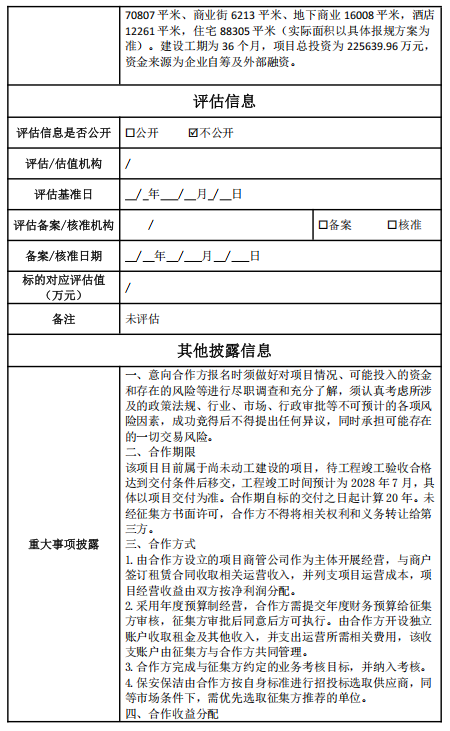 70807 平米、商业街 6213 平米、地下商业 16008 平米，酒店
12261 平米，住宅 88305 平米（实际面积以具体报规方案为
准）。建设工期为 36 个月，项目总投资为 225639.96 万元，
资金来源为企业自筹及外部融资。
评估信息
评估信息是否公开 □公开 ☑不公开
评估/估值机构 /
评估基准日 __/_年___/__月_/__日
评估备案/核准机构 / □备案 □核准
备案/核准日期 __/__年__/___月__/___日
标的对应评估值
（万元） /
备注 未评估
其他披露信息
重大事项披露
一、意向合作方报名时须做好对项目情况、可能投入的资金
和存在的风险等进行尽职调查和充分了解，须认真考虑所涉
及的政策法规、行业、市场、行政审批等不可预计的各项风
险因素，成功竞得后不得提出任何异议，同时承担可能存在
的一切交易风险。
二、合作期限
该项目目前属于尚未动工建设的项目，待工程竣工验收合格
达到交付条件后移交，工程竣工时间预计为 2028 年 7 月，具
体以项目交付为准。合作期自标的交付之日起计算 20 年。未
经征集方书面许可，合作方不得将相关权利和义务转让给第
三方。
三、合作方式
1.由合作方设立的项目商管公司作为主体开展经营，与商户
签订租赁合同收取相关运营收入，并列支项目运营成本，项
目经营收益由双方按净利润分配。
2.采用年度预算制经营，合作方需提交年度财务预算给征集
方审核，征集方审批后同意后方可执行。由合作方开设独立
账户收取租金及其他收入，并支出运营所需相关费用，该收
支账户由征集方与合作方共同管理。
3.合作方完成与征集方约定的业务考核目标，并纳入考核。
4.保安保洁由合作方按自身标准进行招投标选取供应商，同
等市场条件下，需优先选取征集方推荐的单位。
四、合作收益分配